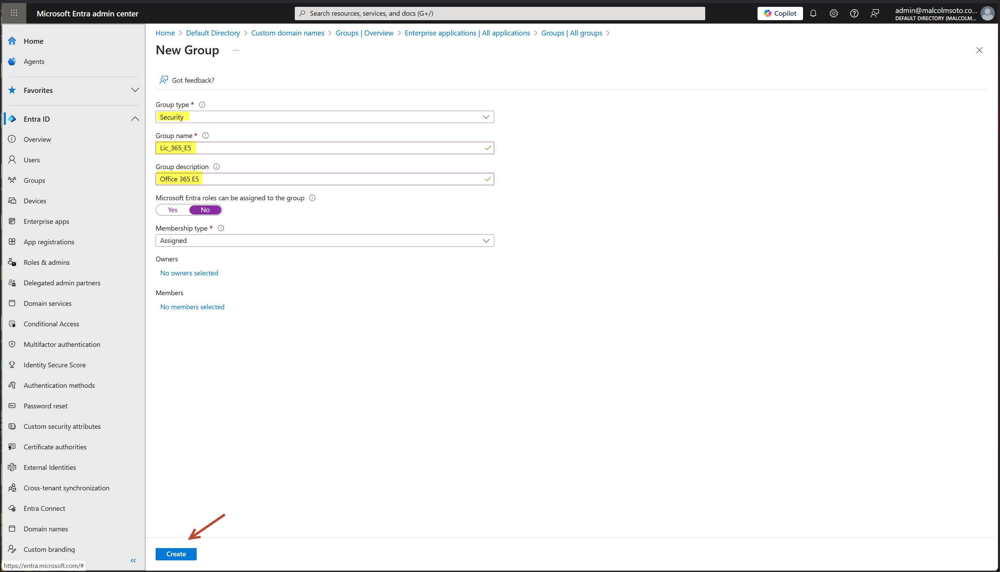 Microsoft Entra admin center
Search resources, services, and docs (G+/)
Copilot
admin@malcolmsoto.co...
DEFAULT DIRECTORY (MALCOLM...
Home
Agents
Favorites
Entra ID
Overview
Users
Groups
Devices
Enterprise apps
App registrations
Roles & admins
Delegated admin partners
Domain services
Conditional Access
Multifactor authentication
Identity Secure Score
Authentication methods
Password reset
Custom security attributes
Certificate authorities
External Identities
Cross-tenant synchronization
Entra Connect
Domain names
Custom branding
https://entra.microsoft.com/#
Home > Default Directory > Custom domain names > Groups | Overview > Enterprise applications | All applications > Groups | All groups >
New Group ...
Got feedback?
Group type *
Security
Group name *
Lic_365_E5
Group description
Office 365 E5
Microsoft Entra roles can be assigned to the group
Yes No
Membership type *
Assigned
Owners
No owners selected
Members
No members selected
Create